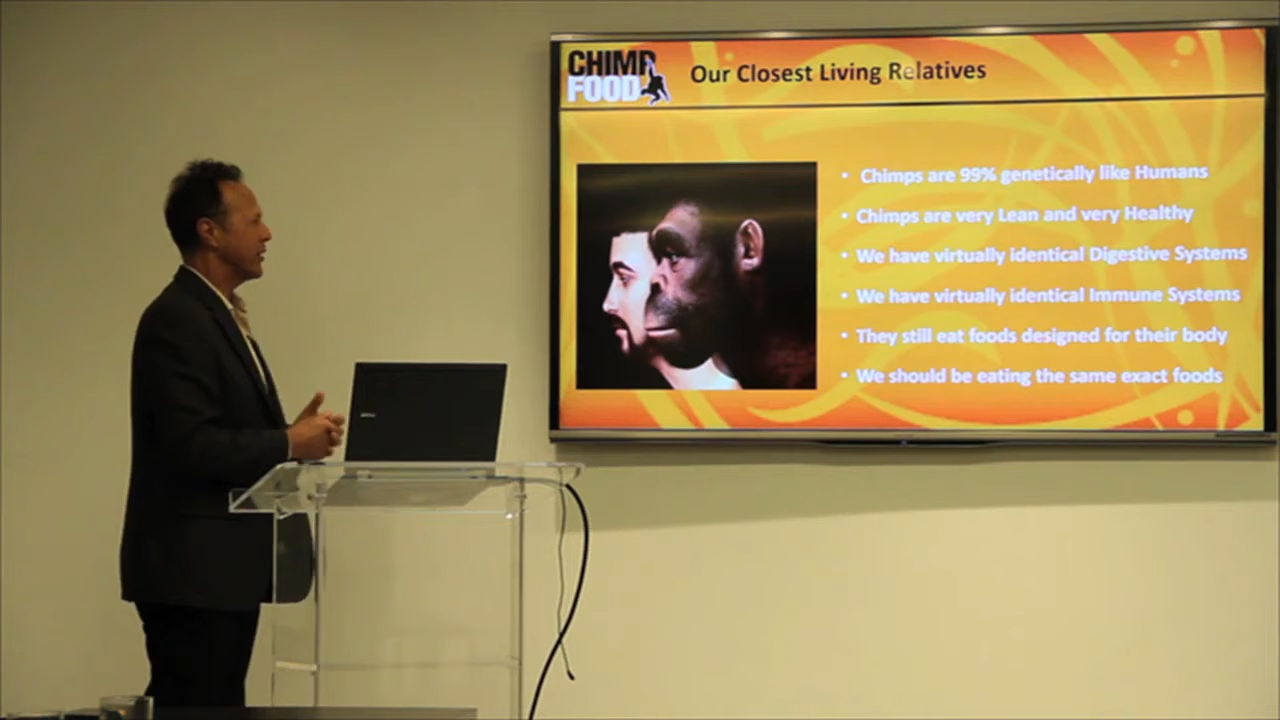 CHIMP
FOOD
Our Closest Living Relatives
• Chimps are 99% genetically like Humans
• Chimps are very Lean and very Healthy
• We have virtually identical Digestive Systems
• We have virtually identical Immune Systems
• They still eat foods designed for their body
• We should be eating the same exact foods
DELL